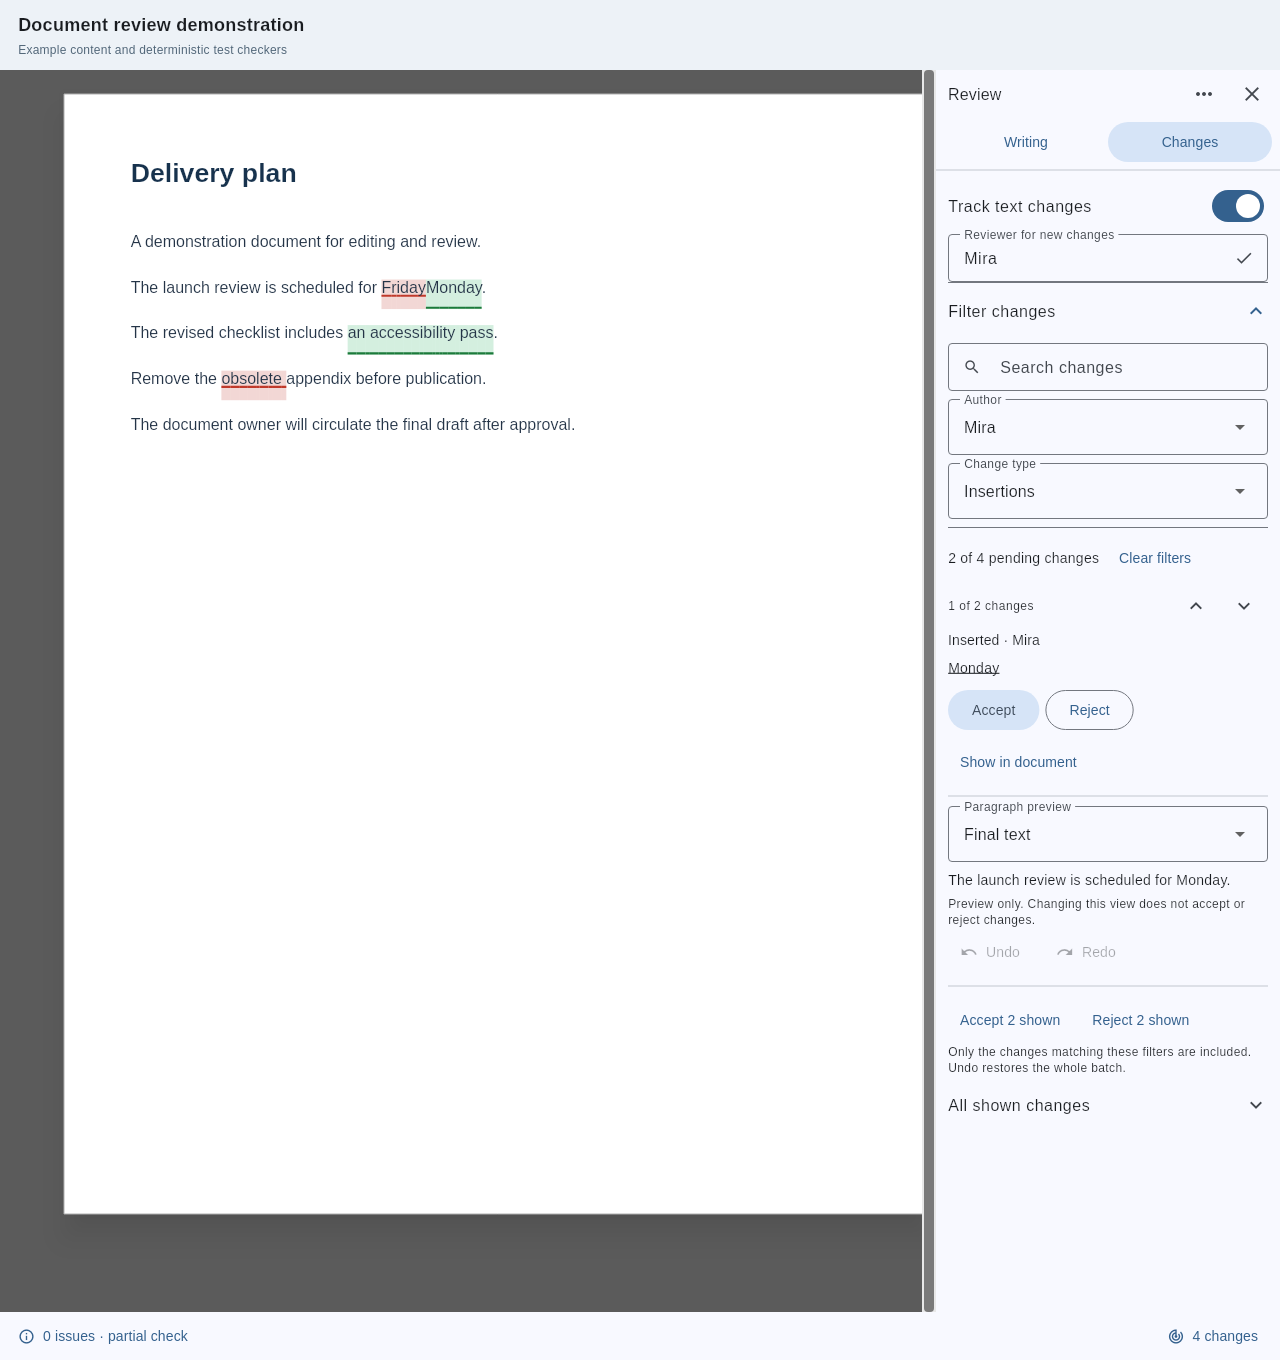 Document review demonstration
Example content and deterministic test checkers
Delivery plan
A demonstration document for editing and review.
The launch review is scheduled for FridayMonday.
The revised checklist includes an accessibility pass.
Remove the obsolete appendix before publication.
The document owner will circulate the final draft after approval.
Review
Writing
Changes
Track text changes
Reviewer for new changes
Mira
Filter changes
Search changes
Author
Mira
Change type
Insertions
2 of 4 pending changes
Clear filters
1 of 2 changes
Inserted · Mira
Monday
Accept
Reject
Show in document
Paragraph preview
Final text
The launch review is scheduled for Monday.
Preview only. Changing this view does not accept or
reject changes.
Undo
Redo
Accept 2 shown
Reject 2 shown
Only the changes matching these filters are included.
Undo restores the whole batch.
All shown changes
0 issues · partial check
4 changes